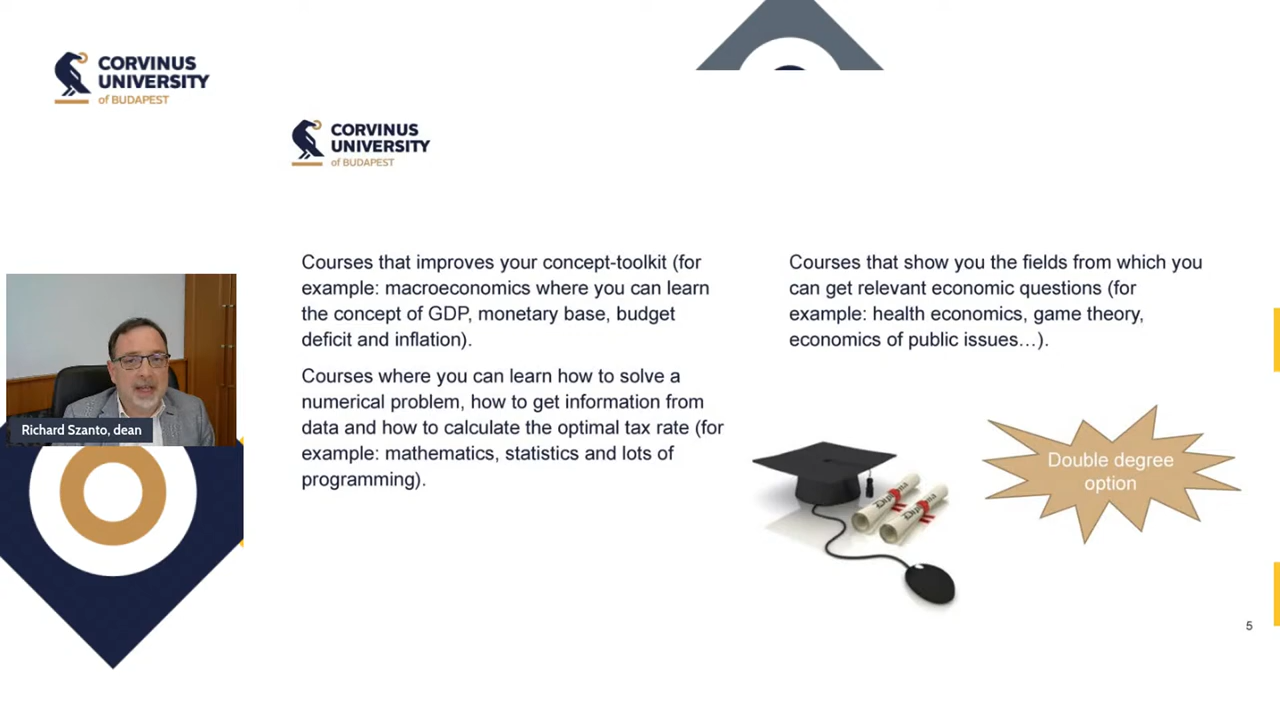 CORVINUS
UNIVERSITY
of BUDAPEST
CORVINUS
UNIVERSITY
of BUDAPEST
Courses that improves your concept-toolkit (for
example: macroeconomics where you can learn
the concept of GDP, monetary base, budget
deficit and inflation).
Courses where you can learn how to solve a
numerical problem, how to get information from
data and how to calculate the optimal tax rate (for
example: mathematics, statistics and lots of
programming).
Courses that show you the fields from which you
can get relevant economic questions (for
example: health economics, game theory,
economics of public issues…).
Double degree
option
Diploma
Diploma
Richard Szanto, dean
5